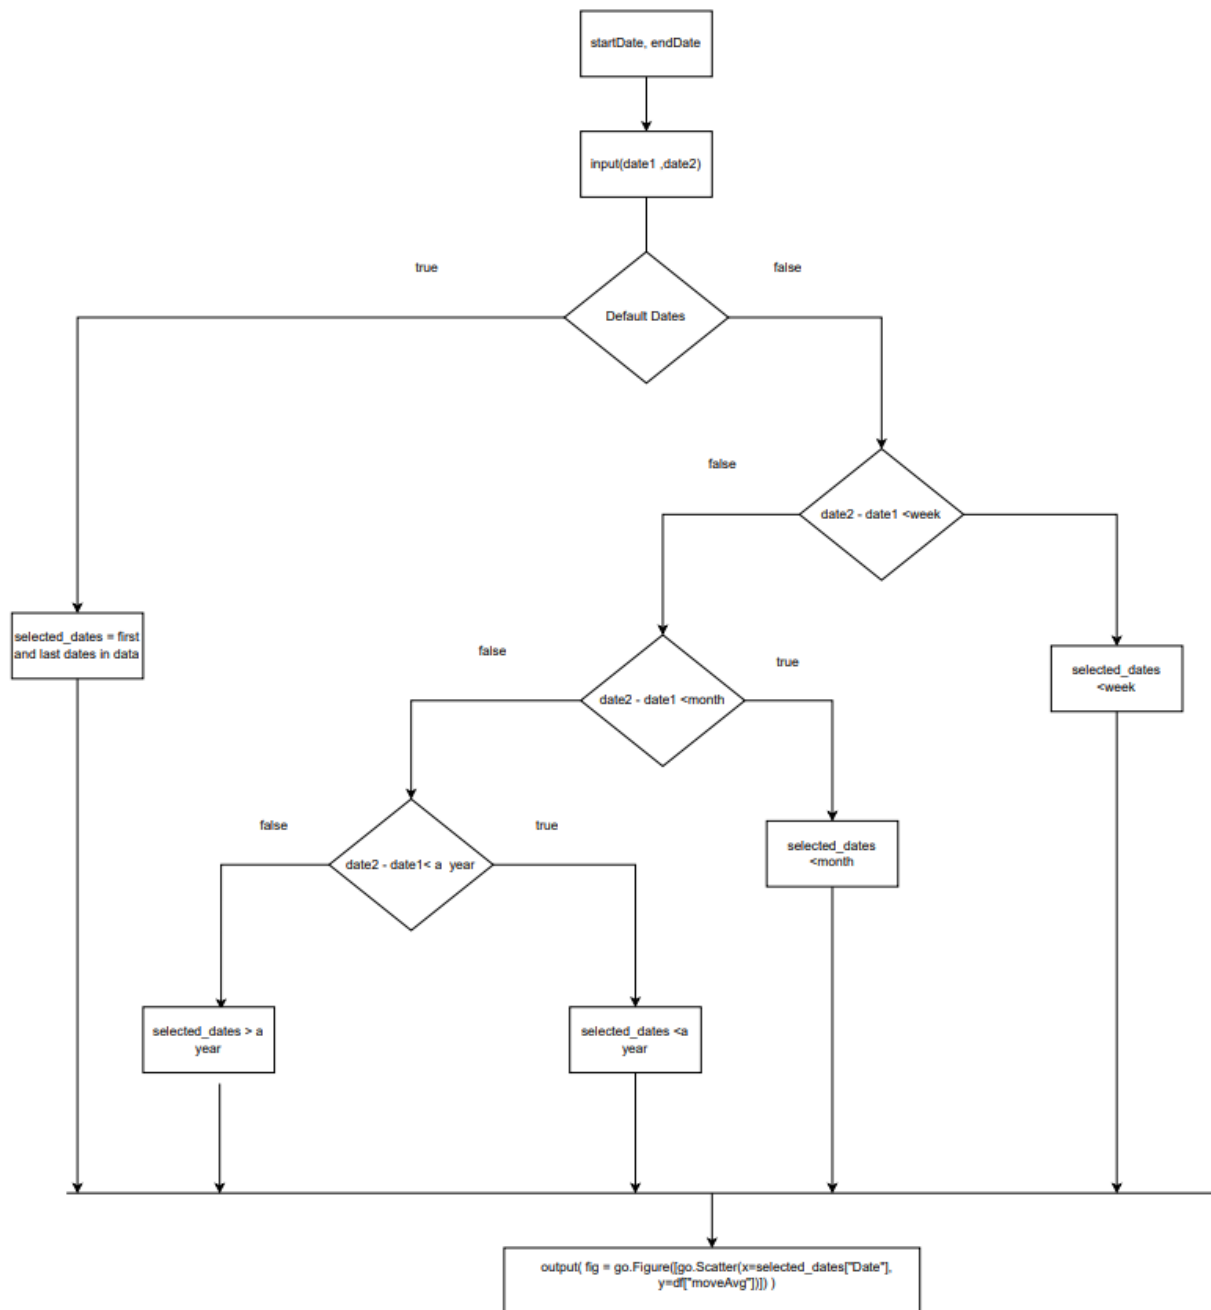 startDate, endDate
input(date1 ,date2)
true
false
Default Dates
false
date2 - date1 <week
selected_dates = first
and last dates in data
false
true
date2 - date1 <month
selected_dates
<week
false
true
date2 - date1< a  year
selected_dates
<month
selected_dates > a
year
selected_dates <a
year
output( fig = go.Figure([go.Scatter(x=selected_dates["Date"],
y=df["moveAvg"])]) )